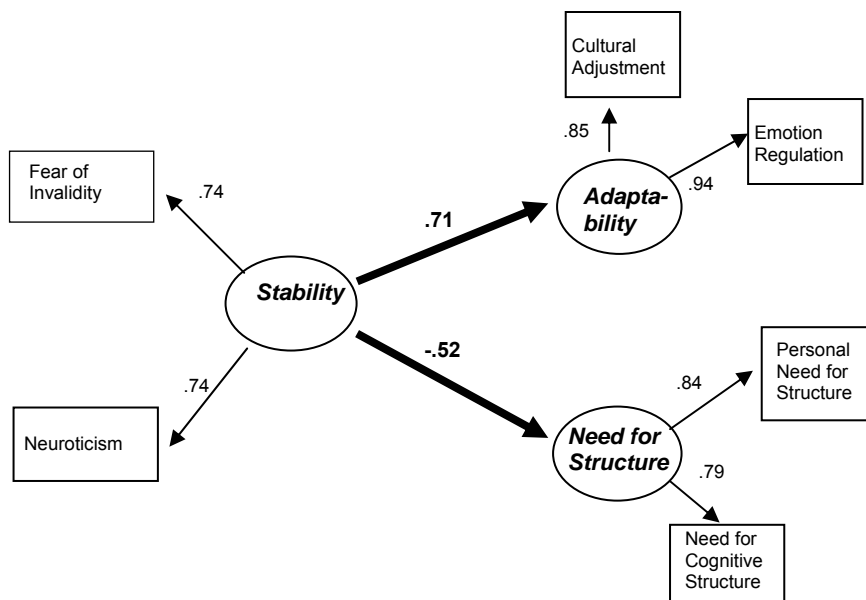 Cultural
Adjustment
.85
Emotion
Regulation
.94
Adapta-
bility
Fear of
Invalidity
.74
.71
Stability
-.52
.74
Neuroticism
Personal
Need for
Structure
.84
Need for
Structure
.79
Need for
Cognitive
Structure